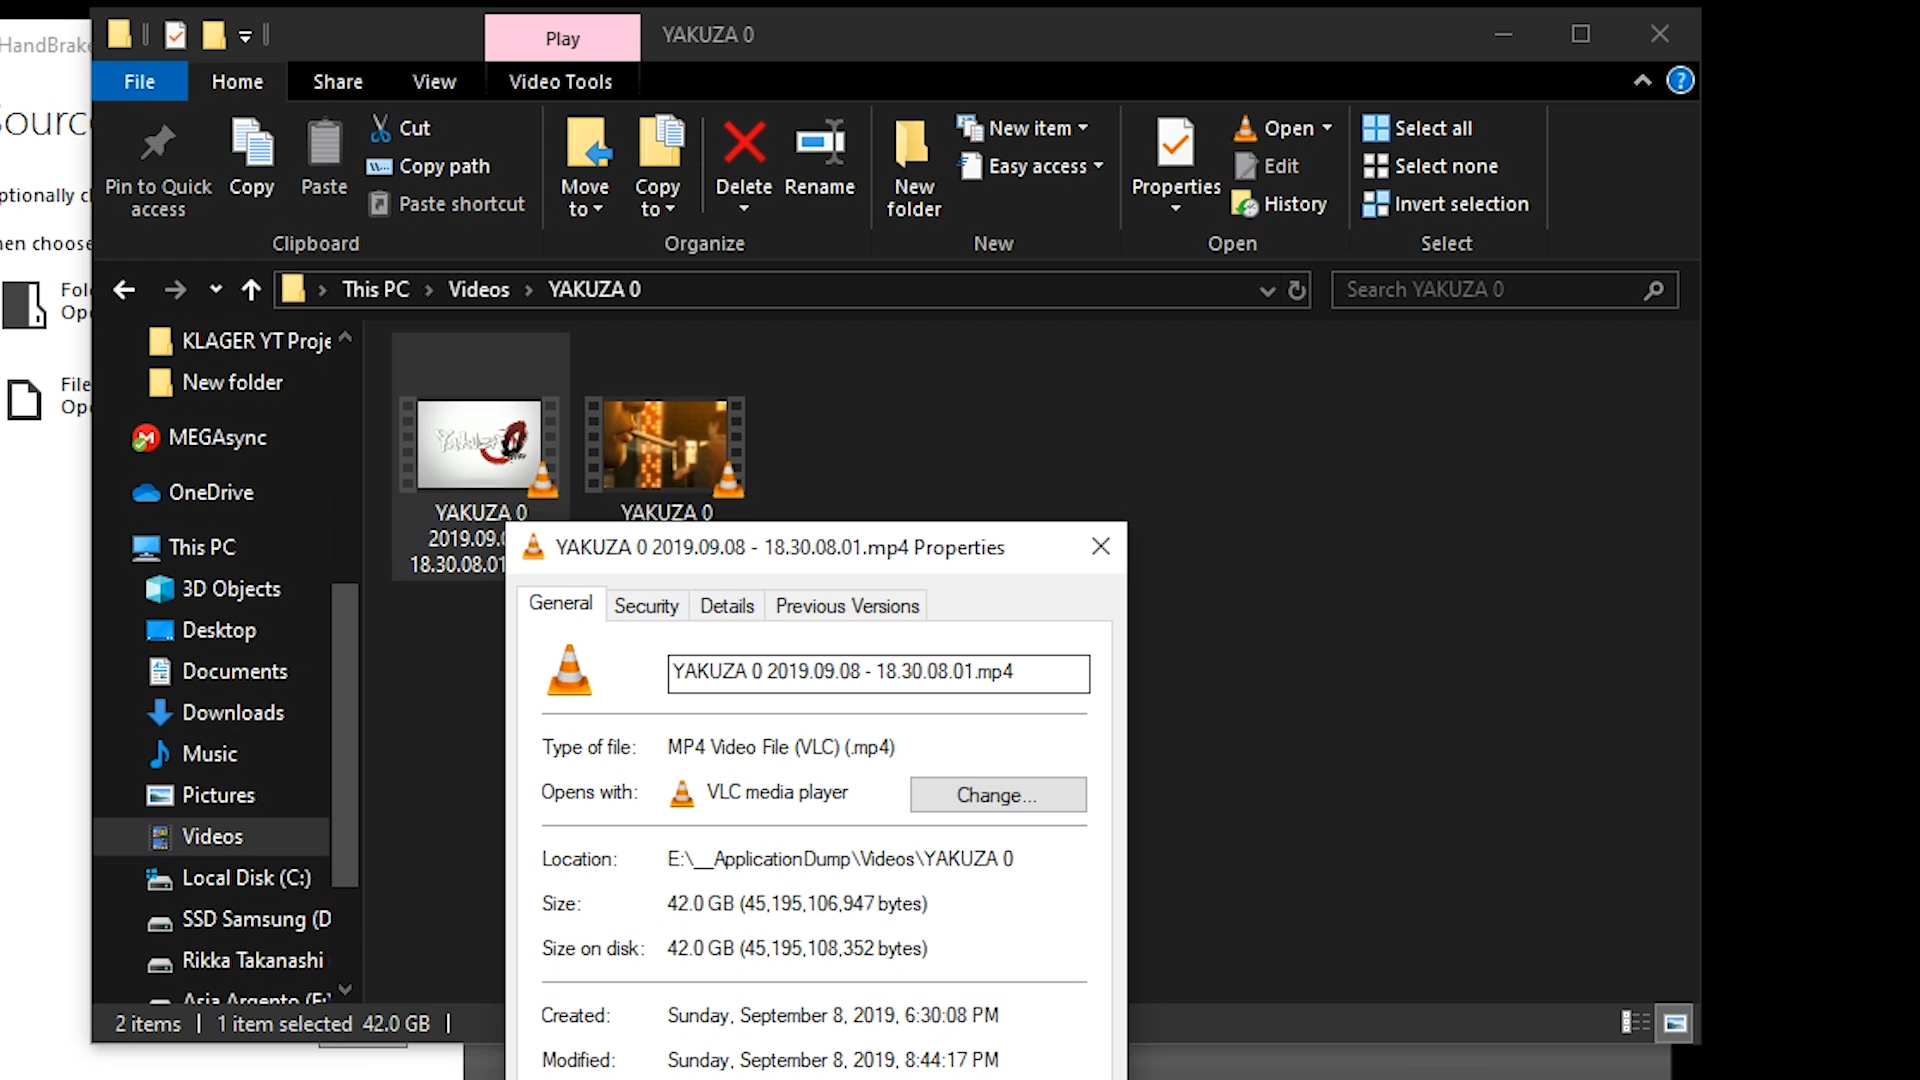 HandBrake
Play
YAKUZA 0
File
Home
Share
View
Video Tools
Pin to Quick
access
Copy
Paste
Cut
Copy path
Paste shortcut
Clipboard
Move
to
Copy
to
Delete
Rename
Organize
New
folder
New item
Easy access
New
Properties
Open
Edit
History
Open
Select all
Select none
Invert selection
Select
Sourc
ptionally c
hen choose
Fol
Ope
File
Ope
This PC > Videos > YAKUZA 0
Search YAKUZA 0
KLAGER YT Proje
New folder
MEGAsync
OneDrive
This PC
3D Objects
Desktop
Documents
Downloads
Music
Pictures
Videos
Local Disk (C:)
SSD Samsung (D
Rikka Takanashi
Asia Argento (F:)
Yakuza 0
YAKUZA 0
2019.09.0
18.30.08.01
YAKUZA 0
YAKUZA 0 2019.09.08 - 18.30.08.01.mp4 Properties
General
Security
Details
Previous Versions
YAKUZA 0 2019.09.08 - 18.30.08.01.mp4
Type of file: MP4 Video File (VLC) (.mp4)
Opens with: VLC media player
Change...
Location: E:\__ApplicationDump\Videos\YAKUZA 0
Size: 42.0 GB (45,195,106,947 bytes)
Size on disk: 42.0 GB (45,195,108,352 bytes)
Created: Sunday, September 8, 2019, 6:30:08 PM
Modified: Sunday, September 8, 2019, 8:44:17 PM
2 items | 1 item selected 42.0 GB |